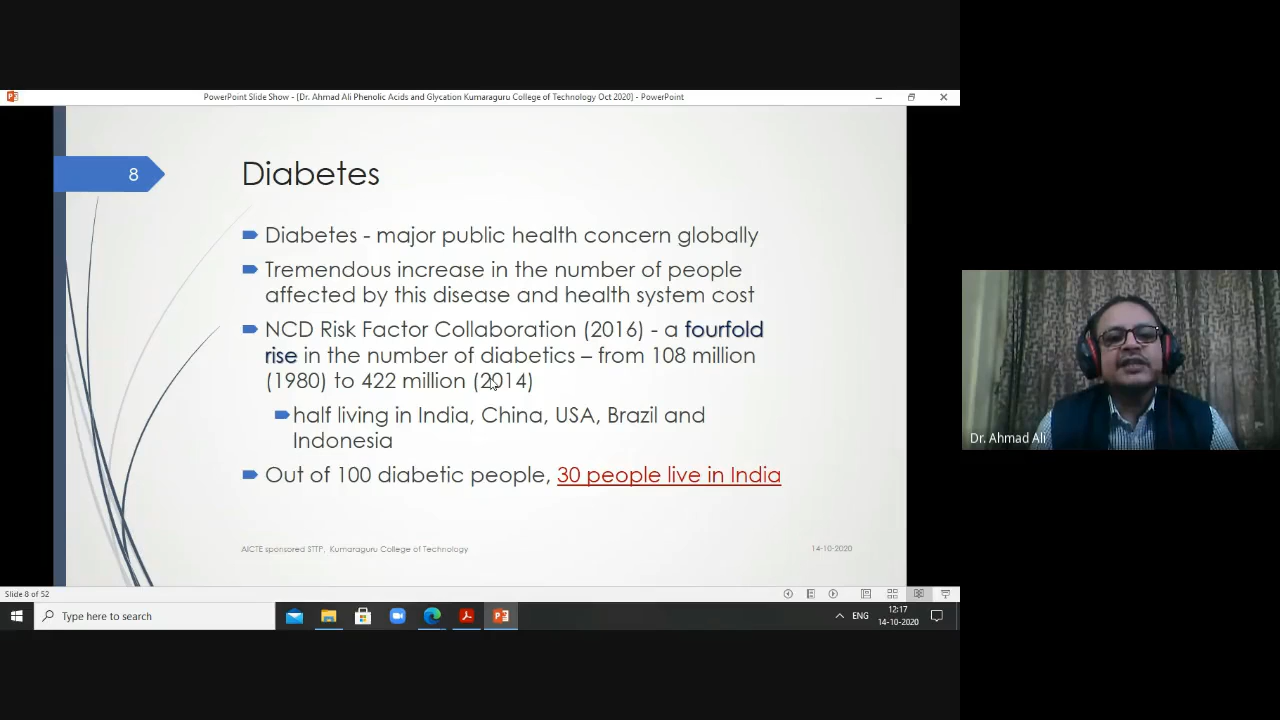 PowerPoint Slide Show - [Dr. Ahmad Ali Phenolic Acids and Glycation Kumaraguru College of Technology Oct 2020] - PowerPoint
8
Diabetes
Diabetes - major public health concern globally
Tremendous increase in the number of people
affected by this disease and health system cost
NCD Risk Factor Collaboration (2016) - a fourfold
rise in the number of diabetics – from 108 million
(1980) to 422 million (2014)
half living in India, China, USA, Brazil and
Indonesia
Out of 100 diabetic people, 30 people live in India
AICTE sponsored STTP, Kumaraguru College of Technology
14-10-2020
Dr. Ahmad Ali
Slide 8 of 52
Type here to search
ENG
12:17
14-10-2020